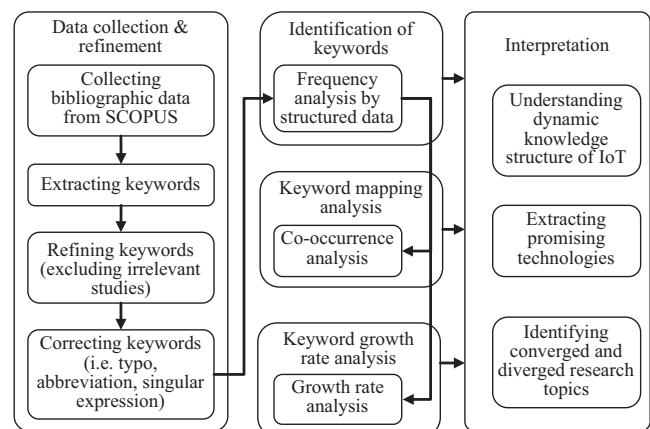 Data collection &
refinement
Collecting
bibliographic data
from SCOPUS
Extracting keywords
Refining keywords
(excluding irrelevant
studies)
Correcting keywords
(i.e. typo,
abbreviation, singular
expression)
Identification of
keywords
Frequency
analysis by
structured data
Keyword mapping
analysis
Co-occurrence
analysis
Keyword growth
rate analysis
Growth rate
analysis
Interpretation
Understanding
dynamic
knowledge
structure of IoT
Extracting
promising
technologies
Identifying
converged and
diverged research
topics